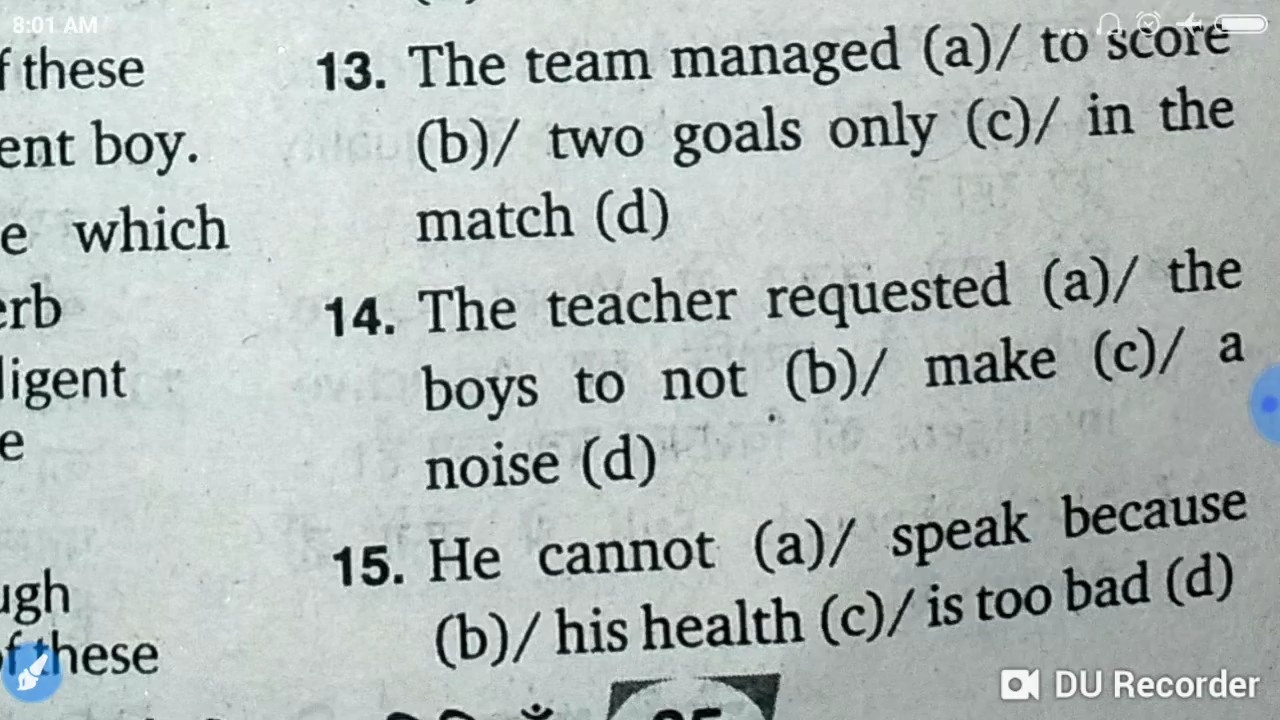 8:01 AM
f these
ent boy.
e which
erb
ligent
e
ugh
of these
13. The team managed (a)/ to score
(b)/ two goals only (c)/ in the
match (d)
14. The teacher requested (a)/ the
boys to not (b)/ make (c)/ a
noise (d)
15. He cannot (a)/ speak because
(b)/ his health (c)/ is too bad (d)
DU Recorder